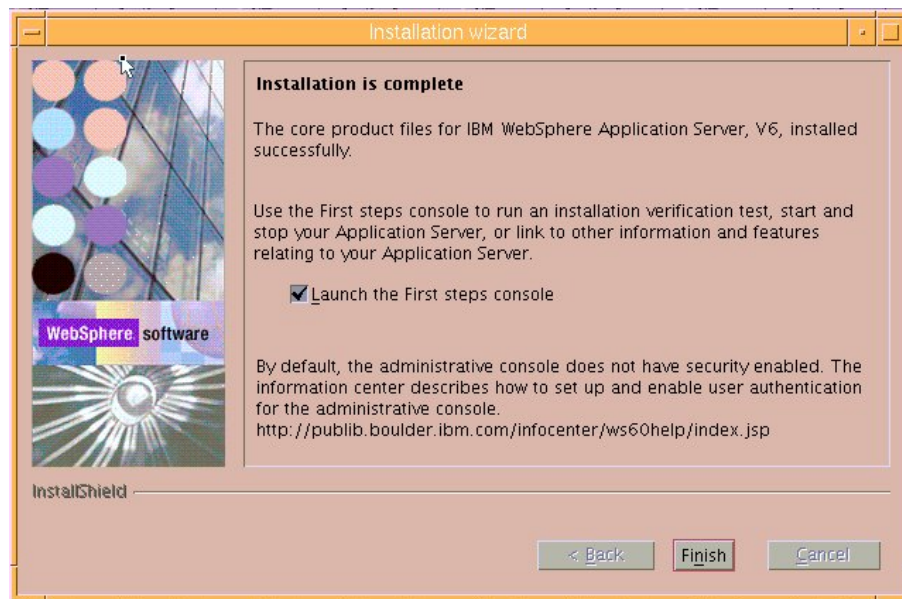 Installation wizard
Installation is complete
The core product files for IBM WebSphere Application Server, V6, installed
successfully.
Use the First steps console to run an installation verification test, start and
stop your Application Server, or link to other information and features
relating to your Application Server.
Launch the First steps console
WebSphere software
By default, the administrative console does not have security enabled. The
information center describes how to set up and enable user authentication
for the administrative console.
http://publib.boulder.ibm.com/infocenter/ws60help/index.jsp
InstallShield
< Back Finish Cancel